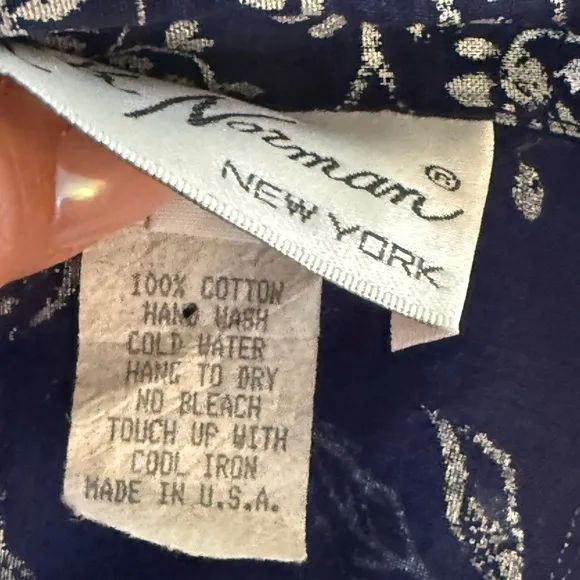 Norman®
NEW YORK
100% COTTON
HAND WASH
COLD WATER
HANG TO DRY
NO BLEACH
TOUCH UP WITH
COOL IRON
MADE IN U.S.A.